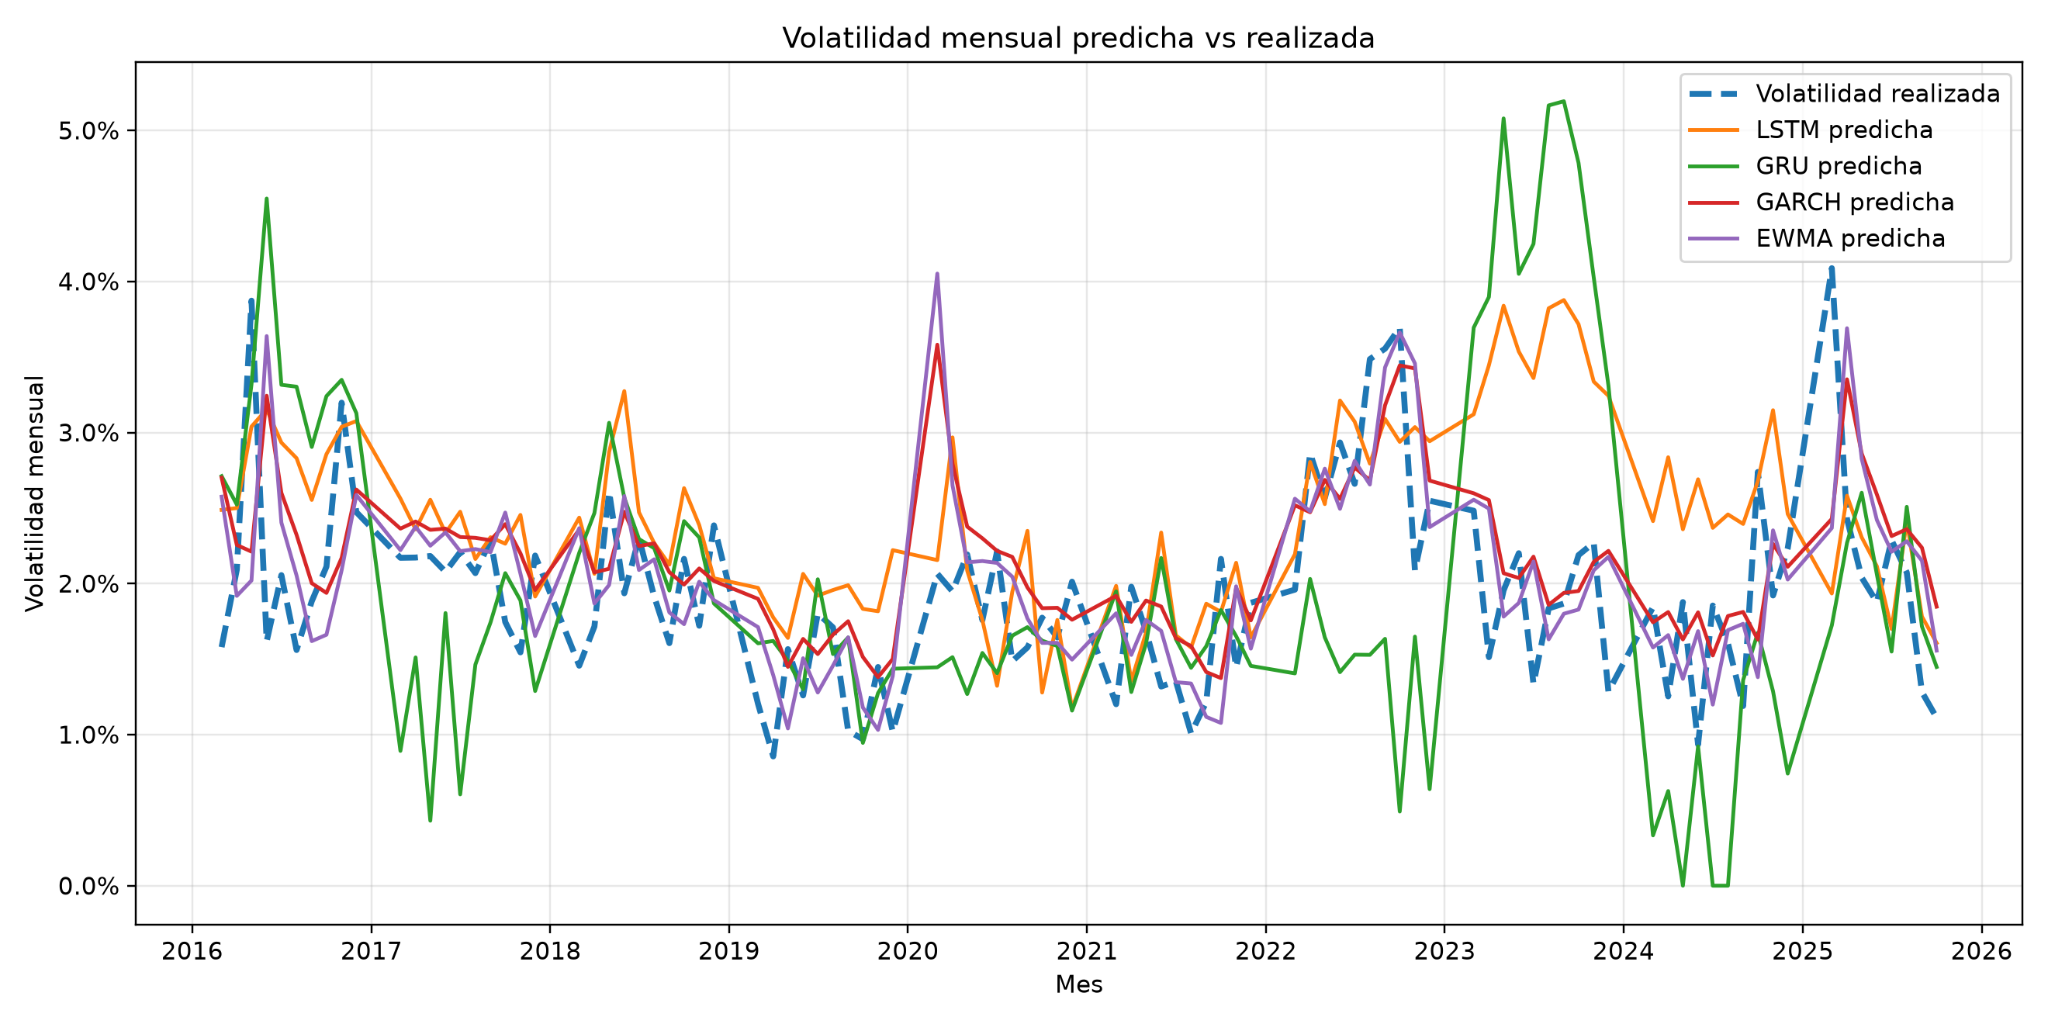 Volatilidad mensual predicha vs realizada
Volatilidad realizada
LSTM predicha
GRU predicha
GARCH predicha
EWMA predicha
Volatilidad mensual
5.0%
4.0%
3.0%
2.0%
1.0%
0.0%
2016 2017 2018 2019 2020 2021 2022 2023 2024 2025 2026
Mes